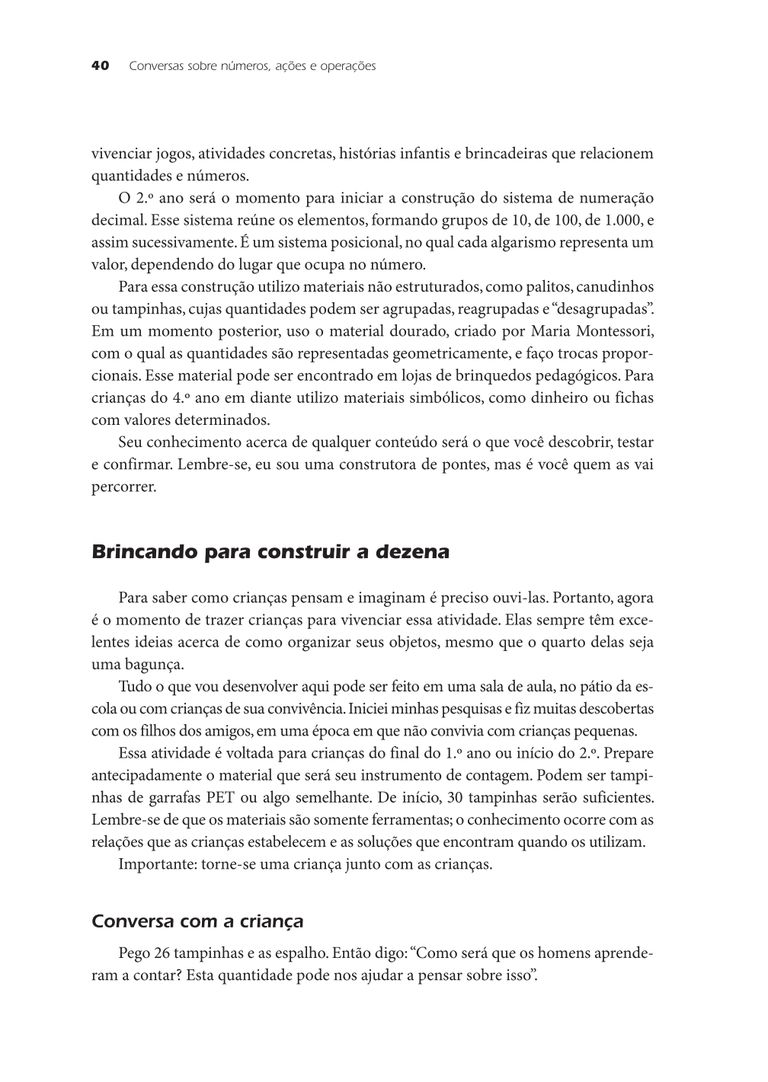 40 Conversas sobre números, ações e operações
vivenciar jogos, atividades concretas, histórias infantis e brincadeiras que relacionem
quantidades e números.
O 2.º ano será o momento para iniciar a construção do sistema de numeração
decimal. Esse sistema reúne os elementos, formando grupos de 10, de 100, de 1.000, e
assim sucessivamente. É um sistema posicional, no qual cada algarismo representa um
valor, dependendo do lugar que ocupa no número.
Para essa construção utilizo materiais não estruturados, como palitos, canudinhos
ou tampinhas, cujas quantidades podem ser agrupadas, reagrupadas e “desagrupadas”.
Em um momento posterior, uso o material dourado, criado por Maria Montessori,
com o qual as quantidades são representadas geometricamente, e faço trocas propor-
cionais. Esse material pode ser encontrado em lojas de brinquedos pedagógicos. Para
crianças do 4.º ano em diante utilizo materiais simbólicos, como dinheiro ou fichas
com valores determinados.
Seu conhecimento acerca de qualquer conteúdo será o que você descobrir, testar
e confirmar. Lembre-se, eu sou uma construtora de pontes, mas é você quem as vai
percorrer.
Brincando para construir a dezena
Para saber como crianças pensam e imaginam é preciso ouvi-las. Portanto, agora
é o momento de trazer crianças para vivenciar essa atividade. Elas sempre têm exce-
lentes ideias acerca de como organizar seus objetos, mesmo que o quarto delas seja
uma bagunça.
Tudo o que vou desenvolver aqui pode ser feito em uma sala de aula, no pátio da es-
cola ou com crianças de sua convivência. Iniciei minhas pesquisas e fiz muitas descobertas
com os filhos dos amigos, em uma época em que não convivia com crianças pequenas.
Essa atividade é voltada para crianças do final do 1.º ano ou início do 2.º. Prepare
antecipadamente o material que será seu instrumento de contagem. Podem ser tampi-
nhas de garrafas PET ou algo semelhante. De início, 30 tampinhas serão suficientes.
Lembre-se de que os materiais são somente ferramentas; o conhecimento ocorre com as
relações que as crianças estabelecem e as soluções que encontram quando os utilizam.
Importante: torne-se uma criança junto com as crianças.
Conversa com a criança
Pego 26 tampinhas e as espalho. Então digo: “Como será que os homens aprende-
ram a contar? Esta quantidade pode nos ajudar a pensar sobre isso”.